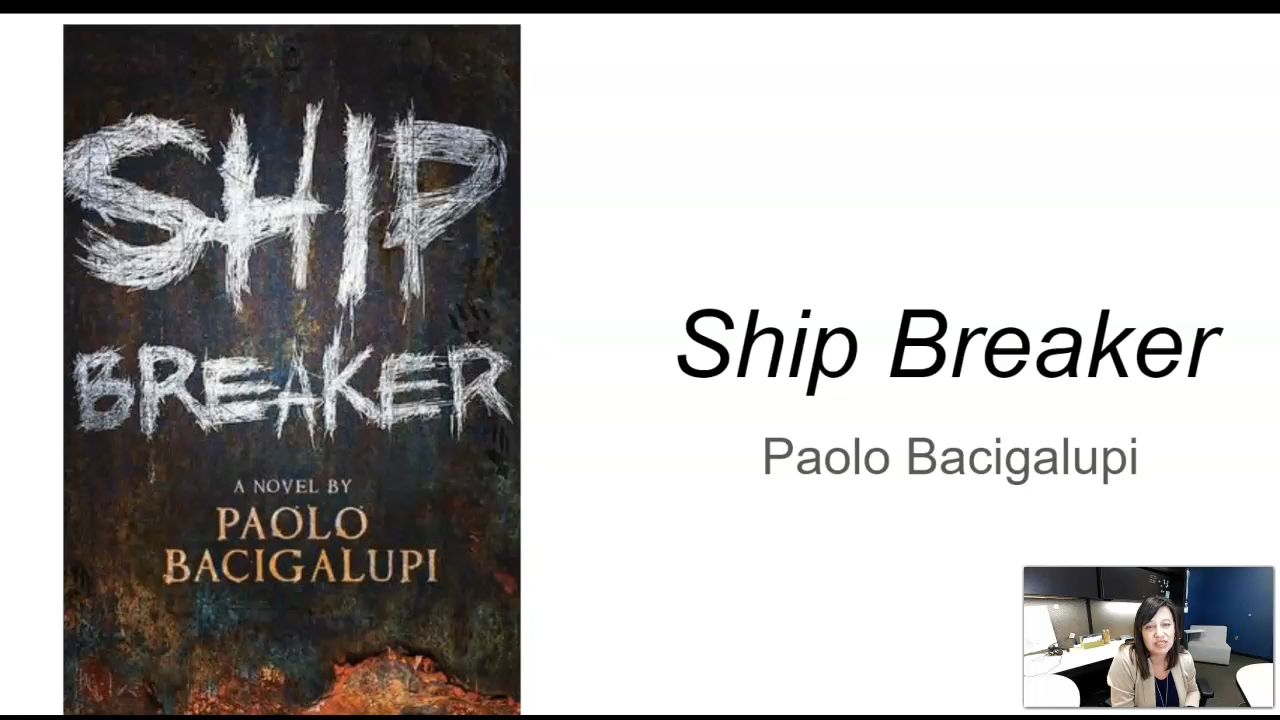 SHIP
BREAKER
A NOVEL BY
PAOLO
BACIGALUPI
Ship Breaker
Paolo Bacigalupi